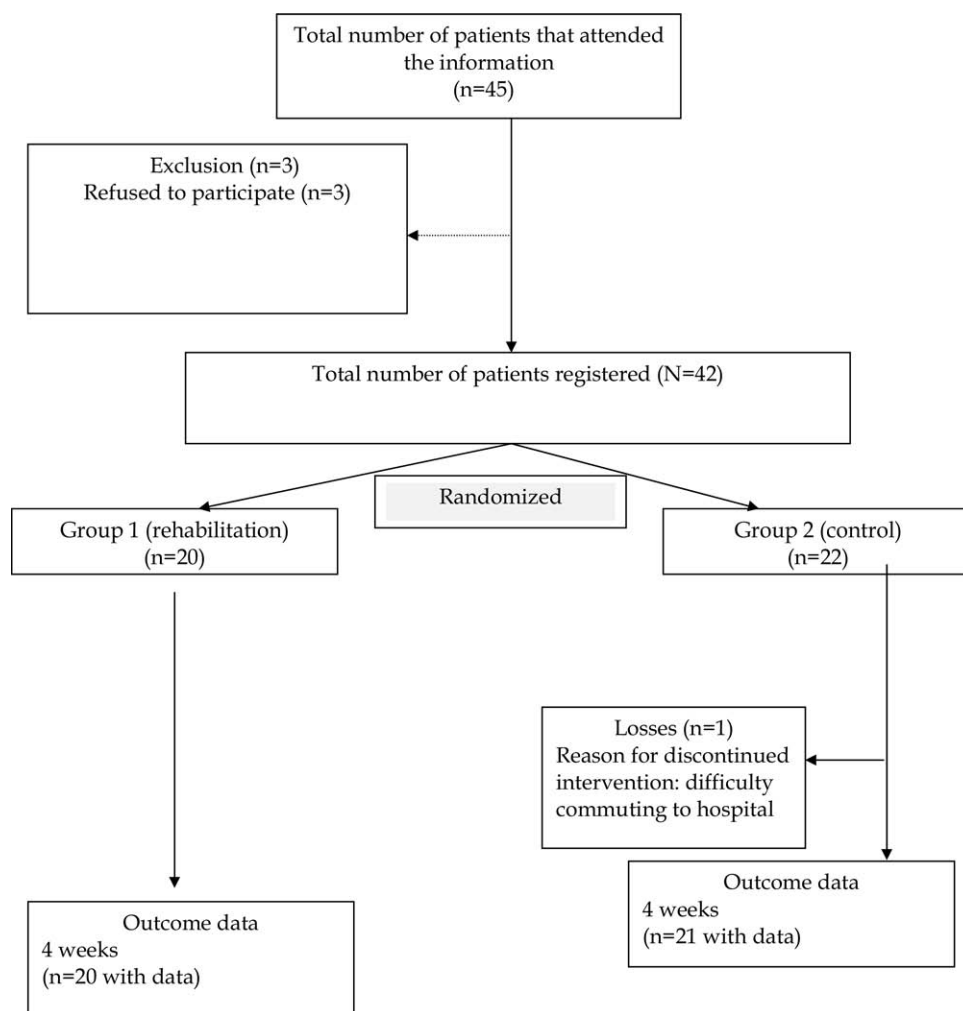 Total number of patients that attended
the information
(n=45)
Exclusion (n=3)
Refused to participate (n=3)
Total number of patients registered (N=42)
Randomized
Group 1 (rehabilitation)
(n=20)
Group 2 (control)
(n=22)
Losses (n=1)
Reason for discontinued
intervention: difficulty
commuting to hospital
Outcome data
4 weeks
(n=20 with data)
Outcome data
4 weeks
(n=21 with data)